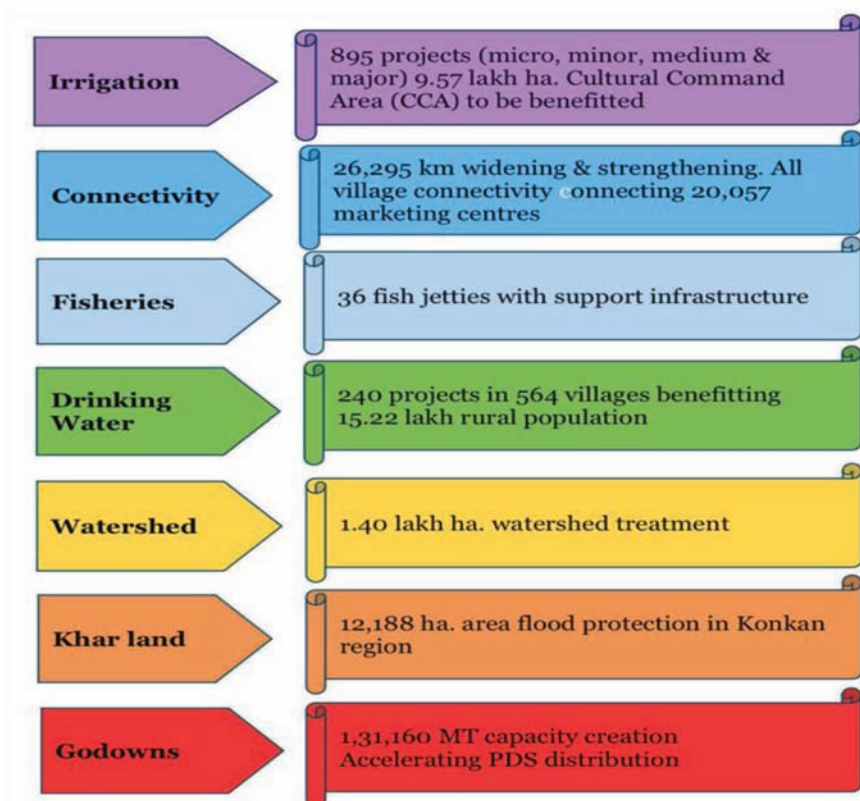 Irrigation
895 projects (micro, minor, medium &
major) 9.57 lakh ha. Cultural Command
Area (CCA) to be benefitted
Connectivity
26,295 km widening & strengthening. All
village connectivity connecting 20,057
marketing centres
Fisheries
36 fish jetties with support infrastructure
Drinking
Water
240 projects in 564 villages benefitting
15.22 lakh rural population
Watershed
1.40 lakh ha. watershed treatment
Khar land
12,188 ha. area flood protection in Konkan
region
Godowns
1,31,160 MT capacity creation
Accelerating PDS distribution